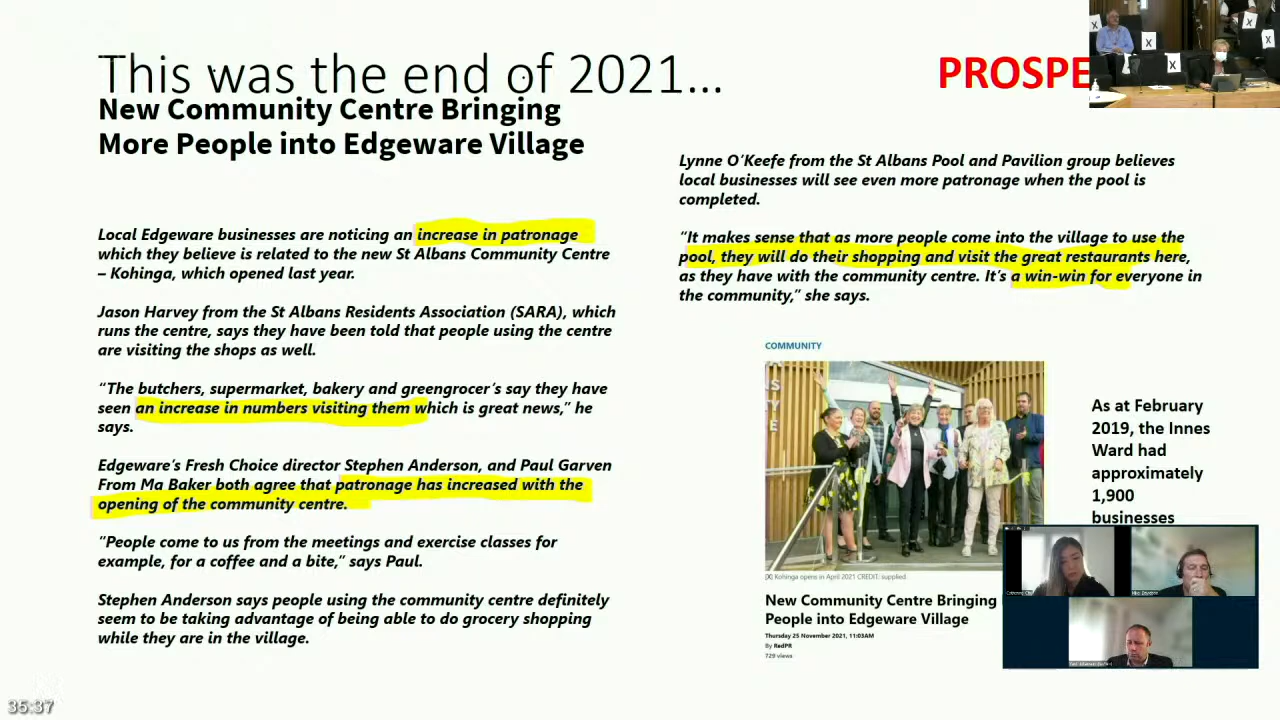 This was the end of 2021...
PROSPE
New Community Centre Bringing
More People into Edgeware Village
Local Edgeware businesses are noticing an increase in patronage
which they believe is related to the new St Albans Community Centre
– Kohinga, which opened last year.
Jason Harvey from the St Albans Residents Association (SARA), which
runs the centre, says they have been told that people using the centre
are visiting the shops as well.
“The butchers, supermarket, bakery and greengrocer’s say they have
seen an increase in numbers visiting them which is great news,” he
says.
Edgeware’s Fresh Choice director Stephen Anderson, and Paul Garven
From Ma Baker both agree that patronage has increased with the
opening of the community centre.
“People come to us from the meetings and exercise classes for
example, for a coffee and a bite,” says Paul.
Stephen Anderson says people using the community centre definitely
seem to be taking advantage of being able to do grocery shopping
while they are in the village.
Lynne O’Keefe from the St Albans Pool and Pavilion group believes
local businesses will see even more patronage when the pool is
completed.
“It makes sense that as more people come into the village to use the
pool, they will do their shopping and visit the great restaurants here,
as they have with the community centre. It’s a win-win for everyone in
the community,” she says.
COMMUNITY
Kohinga opens in April 2021 CREDIT: supplied
New Community Centre Bringing
People into Edgeware Village
Thursday 25 November 2021, 11:03AM
By RedPR
729 views
As at February
2019, the Innes
Ward had
approximately
1,900
businesses
X
X
X
X
X
35:37